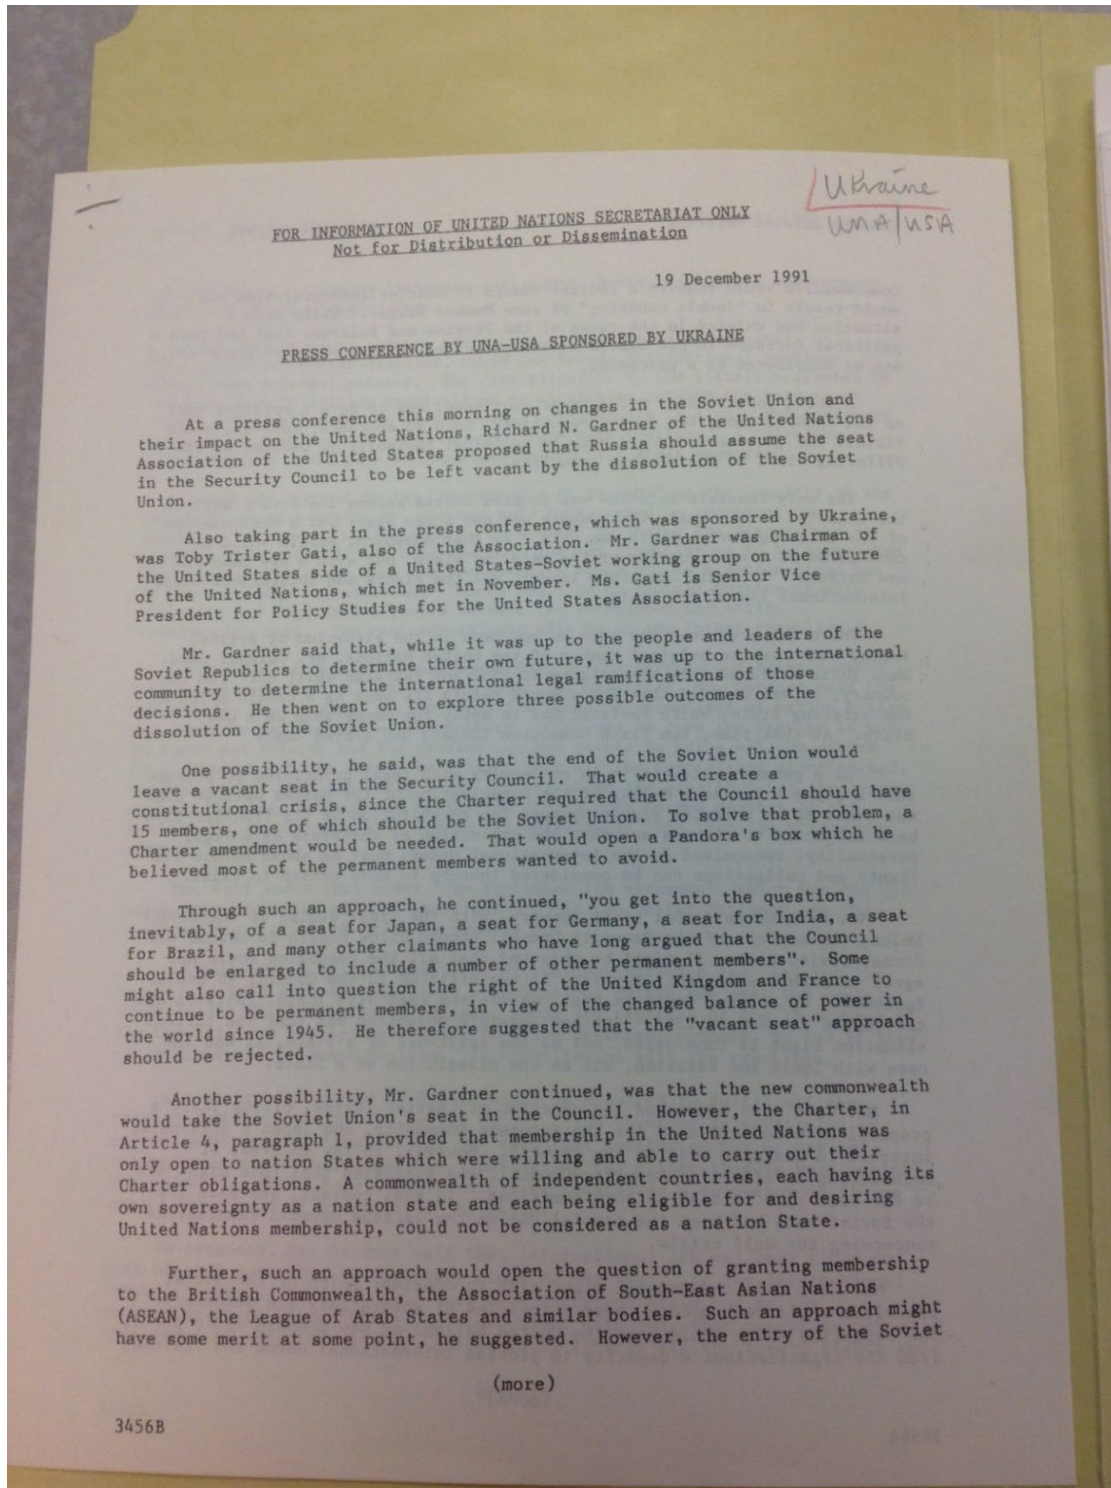 Ukraine
UNA/USA
FOR INFORMATION OF UNITED NATIONS SECRETARIAT ONLY
Not for Distribution or Dissemination
19 December 1991
PRESS CONFERENCE BY UNA-USA SPONSORED BY UKRAINE
At a press conference this morning on changes in the Soviet Union and
their impact on the United Nations, Richard N. Gardner of the United Nations
Association of the United States proposed that Russia should assume the seat
in the Security Council to be left vacant by the dissolution of the Soviet
Union.
Also taking part in the press conference, which was sponsored by Ukraine,
was Toby Trister Gati, also of the Association. Mr. Gardner was Chairman of
the United States side of a United States-Soviet working group on the future
of the United Nations, which met in November. Ms. Gati is Senior Vice
President for Policy Studies for the United States Association.
Mr. Gardner said that, while it was up to the people and leaders of the
Soviet Republics to determine their own future, it was up to the international
community to determine the international legal ramifications of those
decisions. He then went on to explore three possible outcomes of the
dissolution of the Soviet Union.
One possibility, he said, was that the end of the Soviet Union would
leave a vacant seat in the Security Council. That would create a
constitutional crisis, since the Charter required that the Council should have
15 members, one of which should be the Soviet Union. To solve that problem, a
Charter amendment would be needed. That would open a Pandora's box which he
believed most of the permanent members wanted to avoid.
Through such an approach, he continued, "you get into the question,
inevitably, of a seat for Japan, a seat for Germany, a seat for India, a seat
for Brazil, and many other claimants who have long argued that the Council
should be enlarged to include a number of other permanent members". Some
might also call into question the right of the United Kingdom and France to
continue to be permanent members, in view of the changed balance of power in
the world since 1945. He therefore suggested that the "vacant seat" approach
should be rejected.
Another possibility, Mr. Gardner continued, was that the new commonwealth
would take the Soviet Union's seat in the Council. However, the Charter, in
Article 4, paragraph 1, provided that membership in the United Nations was
only open to nation States which were willing and able to carry out their
Charter obligations. A commonwealth of independent countries, each having its
own sovereignty as a nation state and each being eligible for and desiring
United Nations membership, could not be considered as a nation State.
Further, such an approach would open the question of granting membership
to the British Commonwealth, the Association of South-East Asian Nations
(ASEAN), the League of Arab States and similar bodies. Such an approach might
have some merit at some point, he suggested. However, the entry of the Soviet
(more)
3456B